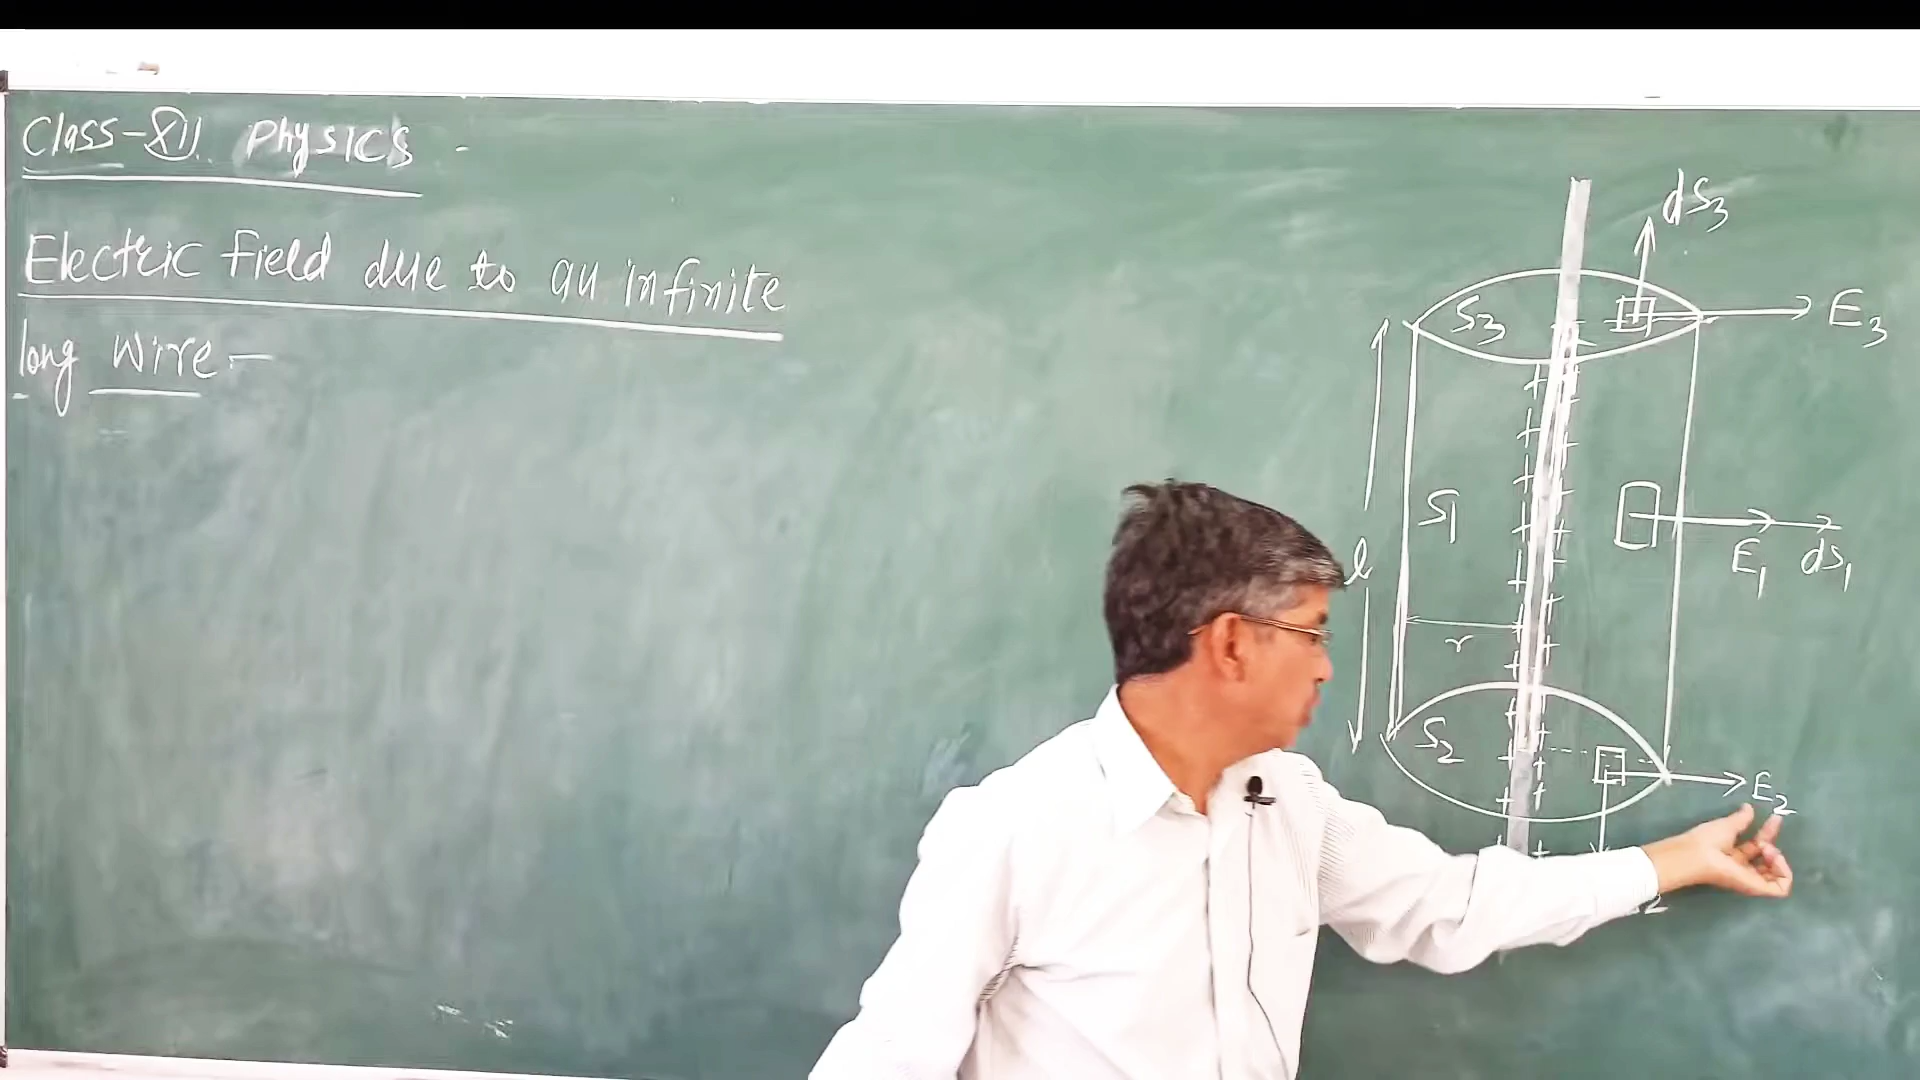 Class-XII. Physics -
Electric field due to an infinite
long wire:-
dS3
S3
E3
S1
l
E1 dS1
r
S2
E2